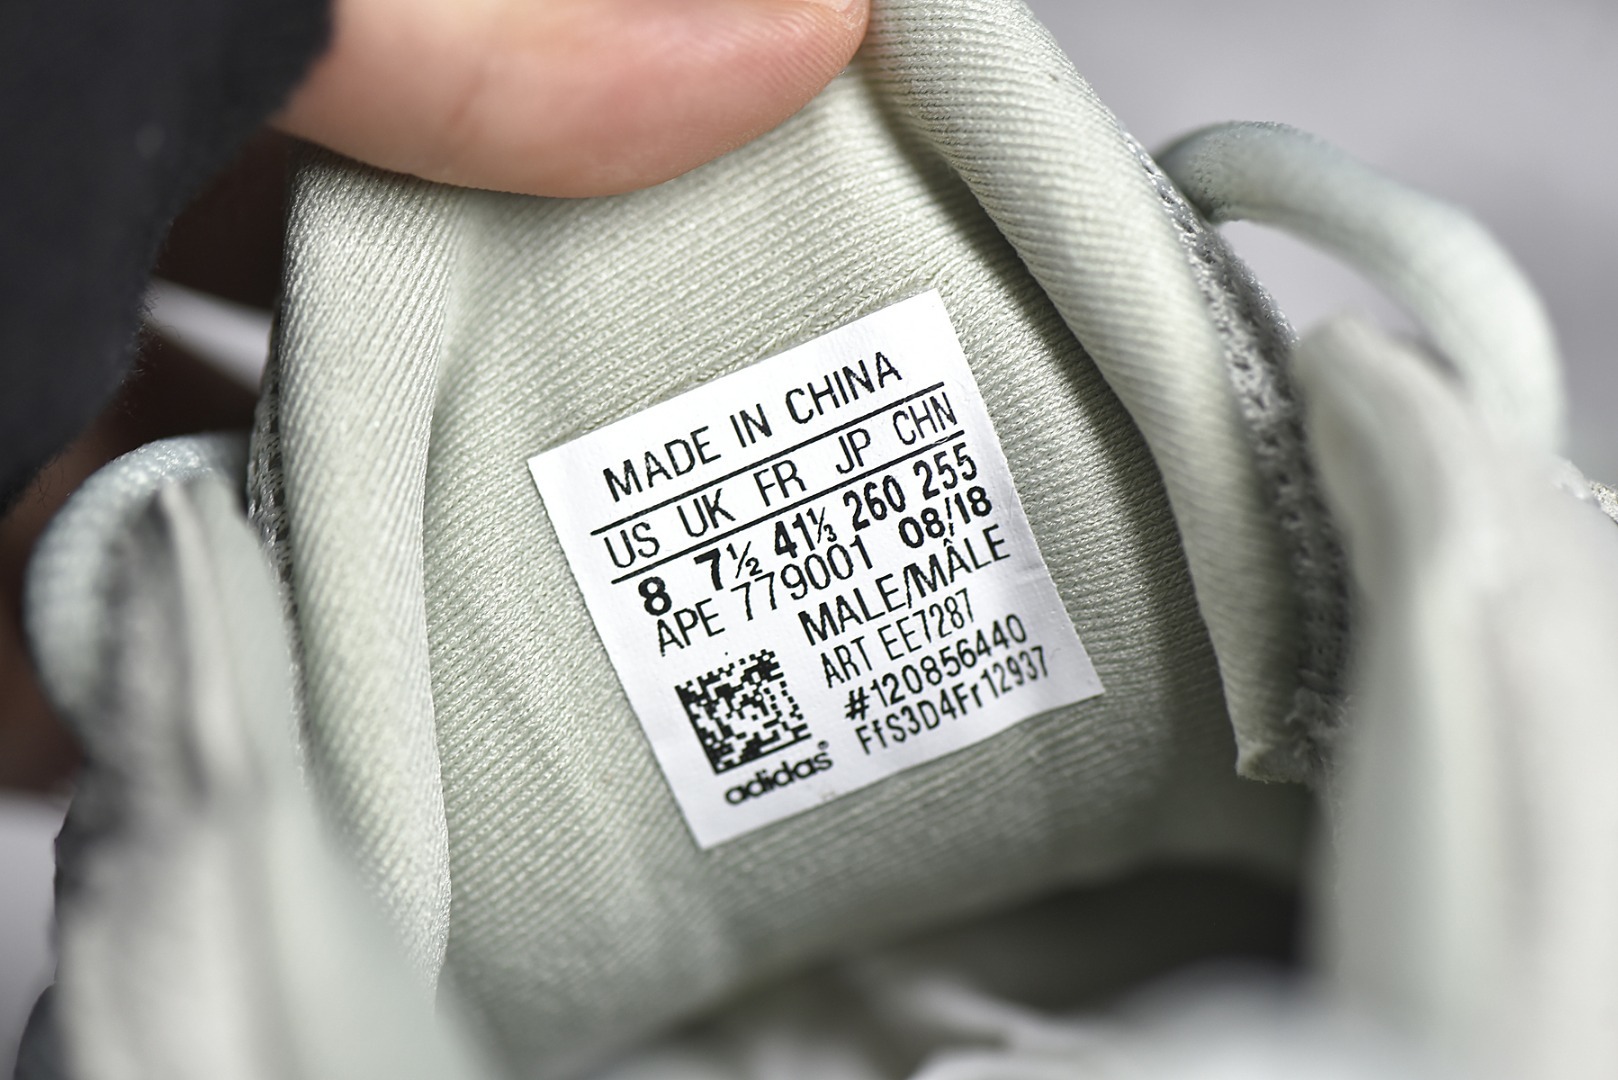 MADE IN CHINA
US UK FR JP CHN
8 7½ 41⅓ 260 255
APE 779001 08/18
MALE/MÂLE
ART EE7287
#120856440
FfS3D4Fr12937
adidas®